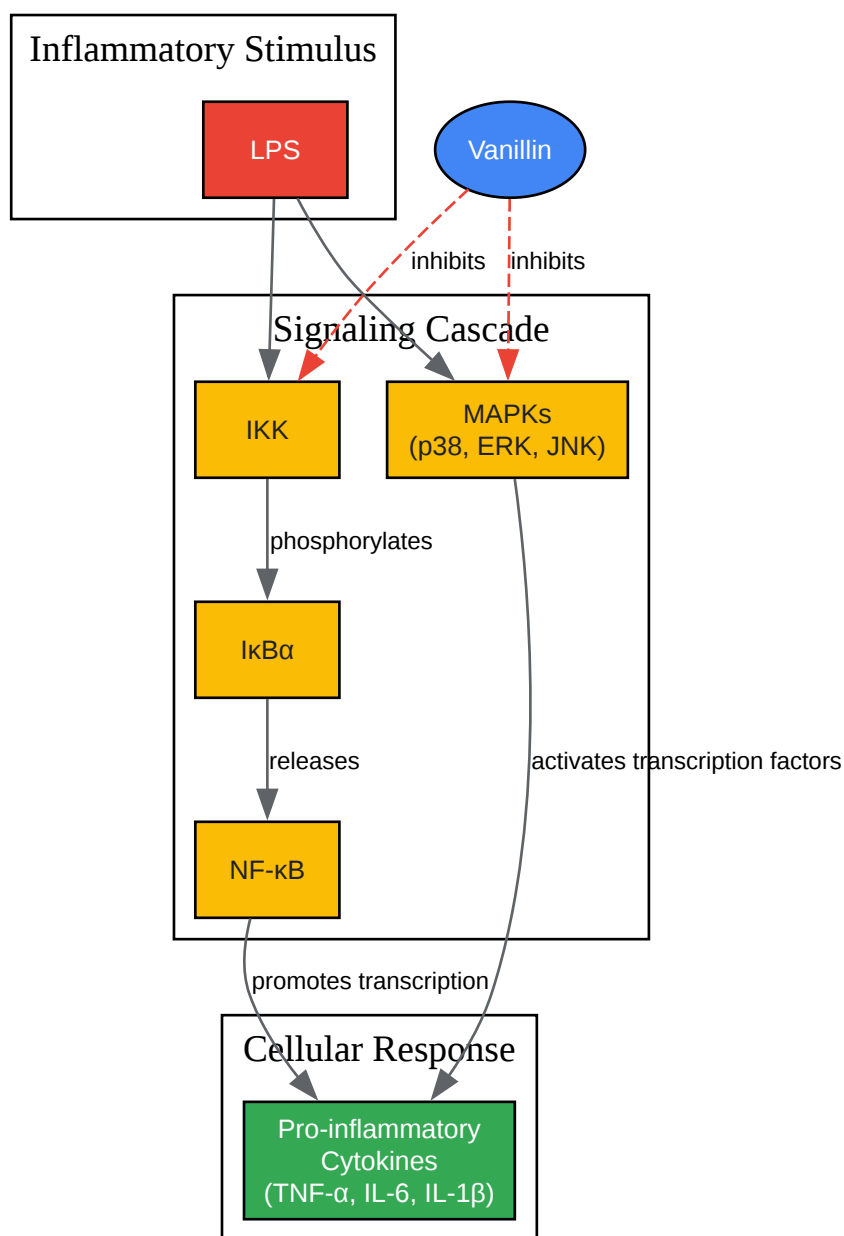 Inflammatory Stimulus
LPS
Vanillin
inhibits
inhibits
Signaling Cascade
IKK
MAPKs
(p38, ERK, JNK)
phosphorylates
IκBα
releases
activates transcription factors
NF-κB
promotes transcription
Cellular Response
Pro-inflammatory
Cytokines
(TNF-α, IL-6, IL-1β)